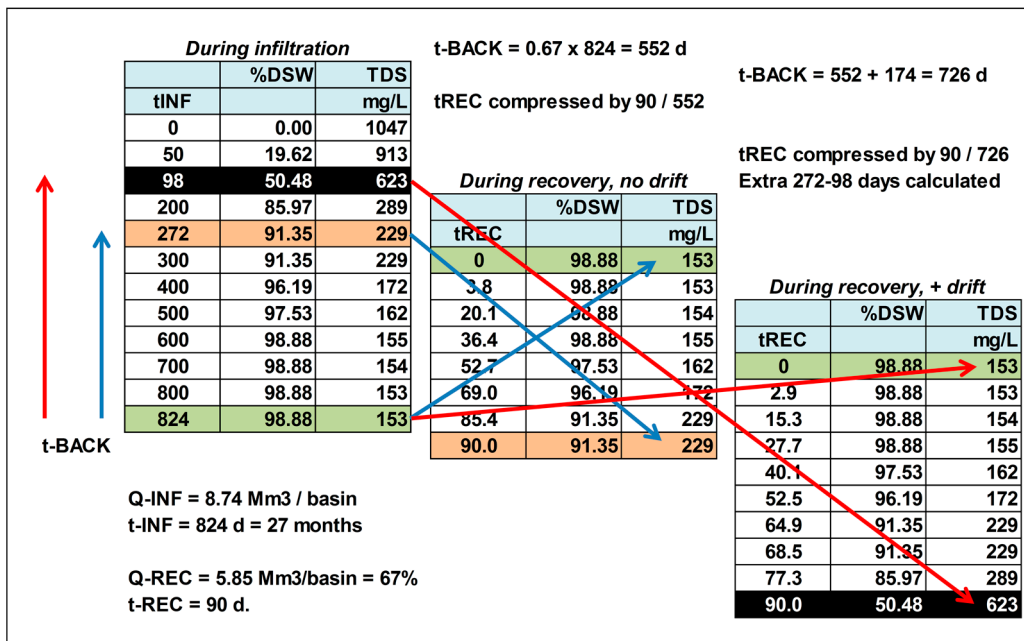 During infiltration
%DSW TDS
tINF mg/L
0 0.00 1047
50 19.62 913
98 50.48 623
200 85.97 289
272 91.35 229
300 91.35 229
400 96.19 172
500 97.53 162
600 98.88 155
700 98.88 154
800 98.88 153
824 98.88 153
t-BACK
t-BACK = 0.67 x 824 = 552 d
tREC compressed by 90 / 552
t-BACK = 552 + 174 = 726 d
tREC compressed by 90 / 726
Extra 272-98 days calculated
During recovery, no drift
%DSW TDS
tREC mg/L
0 98.88 153
3.8 98.88 153
20.1 98.88 154
36.4 98.88 155
52.7 97.53 162
69.0 96.19 172
85.4 91.35 229
90.0 91.35 229
During recovery, + drift
%DSW TDS
tREC mg/L
0 98.88 153
2.9 98.88 153
15.3 98.88 154
27.7 98.88 155
40.1 97.53 162
52.5 96.19 172
64.9 91.35 229
68.5 91.35 229
77.3 85.97 289
90.0 50.48 623
Q-INF = 8.74 Mm3 / basin
t-INF = 824 d = 27 months
Q-REC = 5.85 Mm3/basin = 67%
t-REC = 90 d.